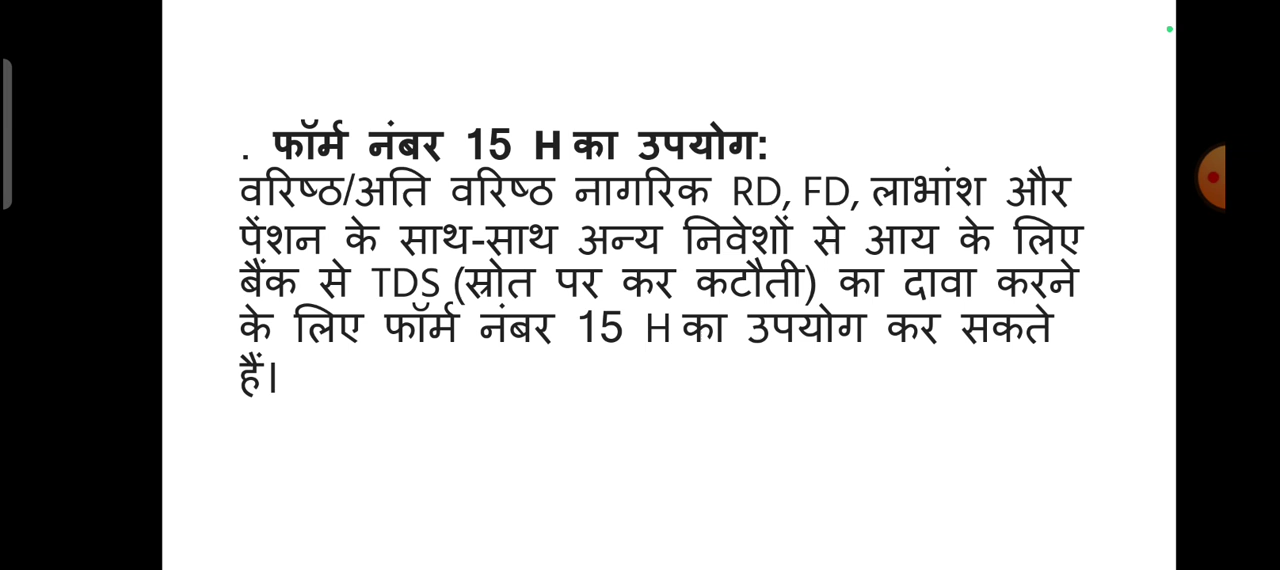 . फॉर्म नंबर 15 H का उपयोग:
वरिष्ठ/अति वरिष्ठ नागरिक RD, FD, लाभांश और
पेंशन के साथ-साथ अन्य निवेशों से आय के लिए
बैंक से TDS (स्रोत पर कर कटौती) का दावा करने
के लिए फॉर्म नंबर 15 H का उपयोग कर सकते
हैं।